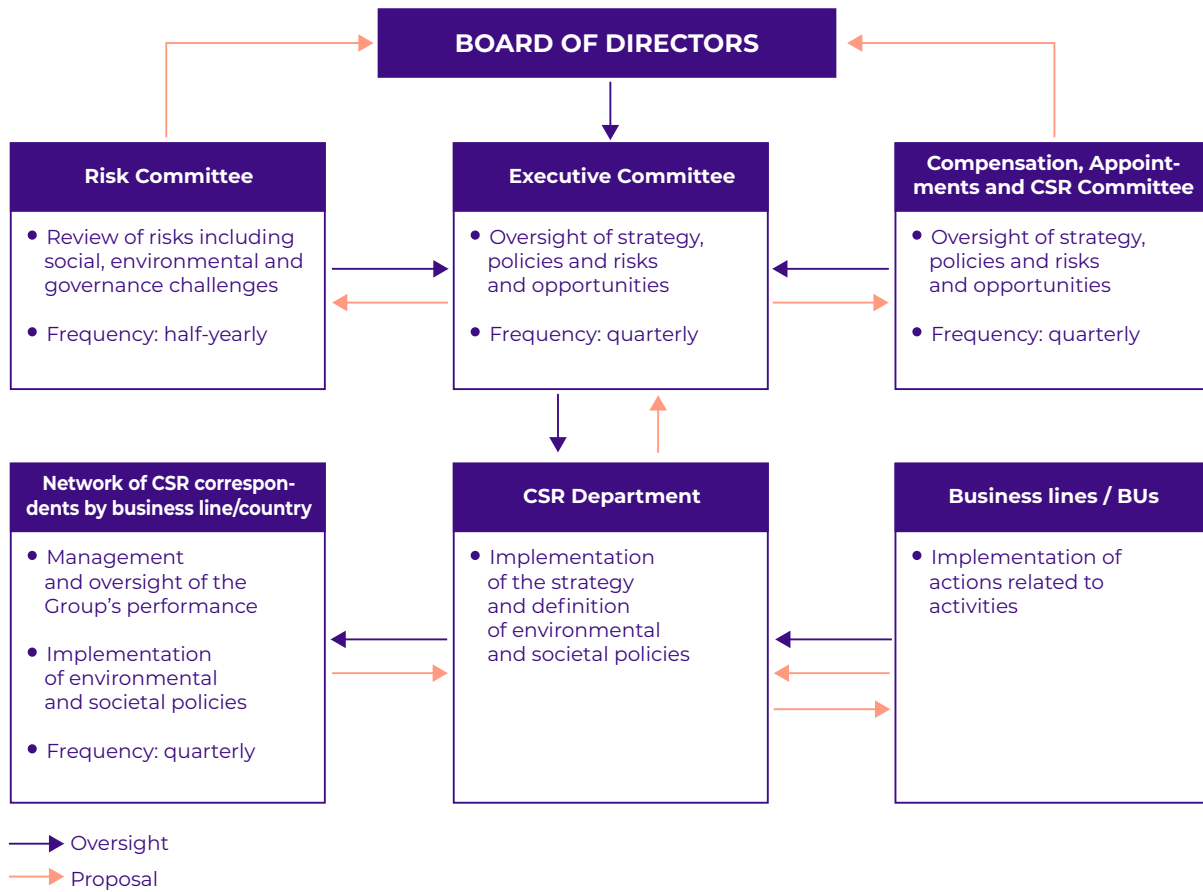 BOARD OF DIRECTORS
Risk Committee
• Review of risks including
social, environmental and
governance challenges
• Frequency: half-yearly
Executive Committee
• Oversight of strategy,
policies and risks
and opportunities
• Frequency: quarterly
Compensation, Appoint-
ments and CSR Committee
• Oversight of strategy,
policies and risks
and opportunities
• Frequency: quarterly
Network of CSR correspon-
dents by business line/country
• Management
and oversight of the
Group’s performance
• Implementation
of environmental
and societal policies
• Frequency: quarterly
CSR Department
• Implementation
of the strategy
and definition
of environmental
and societal policies
Business lines / BUs
• Implementation of
actions related to
activities
Oversight
Proposal